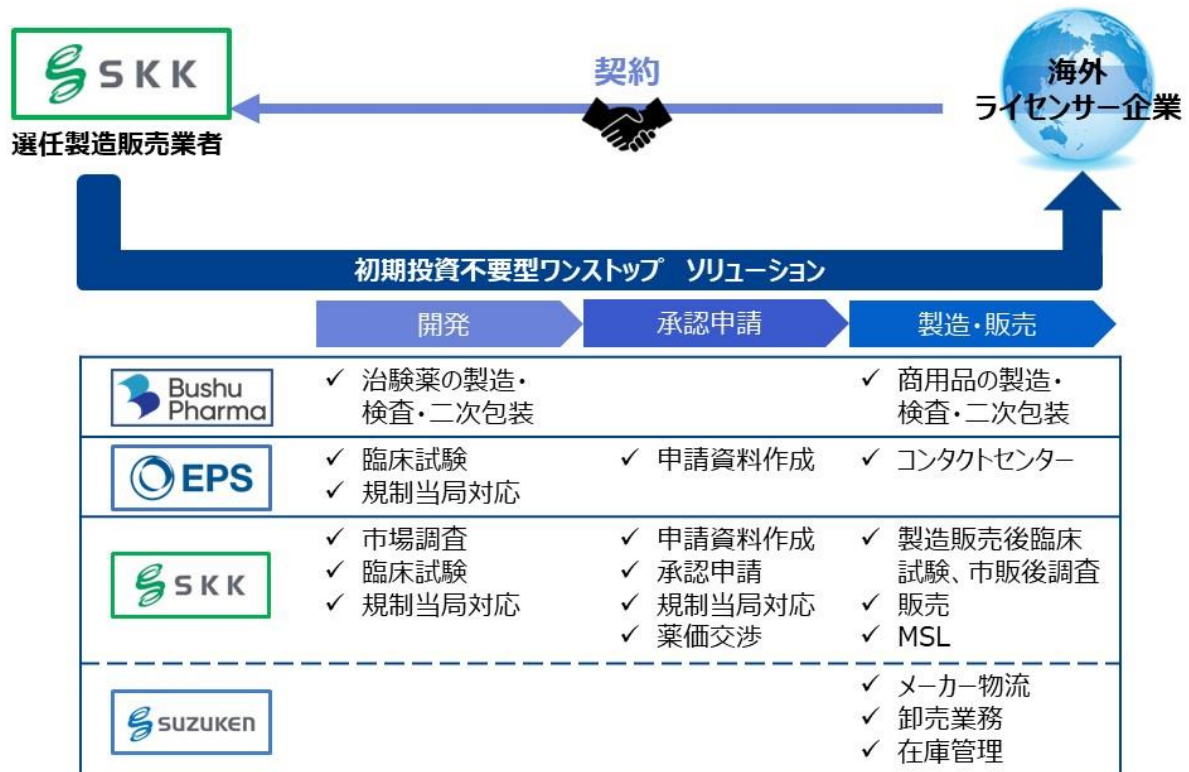 SKK
選任製造販売業者
契約
海外
ライセンサー企業
初期投資不要型ワンストップ ソリューション
開発
承認申請
製造・販売
Bushu
Pharma
✓ 治験薬の製造・
検査・二次包装
✓ 商用品の製造・
検査・二次包装
EPS
✓ 臨床試験
✓ 規制当局対応
✓ 申請資料作成
✓ コンタクトセンター
SKK
✓ 市場調査
✓ 臨床試験
✓ 規制当局対応
✓ 申請資料作成
✓ 承認申請
✓ 規制当局対応
✓ 薬価交渉
✓ 製造販売後臨床
試験、市販後調査
✓ 販売
✓ MSL
suzuken
✓ メーカー物流
✓ 卸売業務
✓ 在庫管理